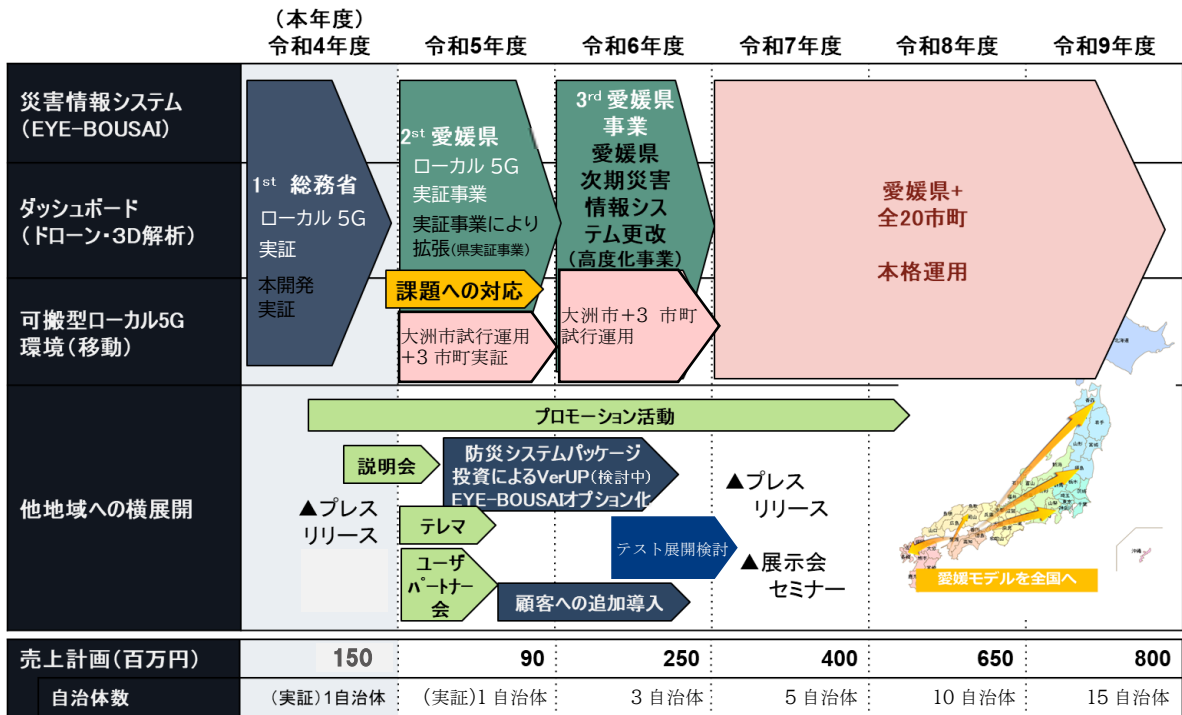 (本年度)
令和4年度
令和5年度
令和6年度
令和7年度
令和8年度
令和9年度
災害情報システム
(EYE-BOUSAI)
ダッシュボード
(ドローン・3D解析)
可搬型ローカル5G
環境(移動)
1st 総務省
ローカル 5G
実証
本開発
実証
2st 愛媛県
ローカル 5G
実証事業
実証事業により
拡張(県実証事業)
3rd 愛媛県
事業
愛媛県
次期災害
情報シス
テム更改
(高度化事業)
課題への対応
大洲市試行運用
+3 市町実証
大洲市+3 市町
試行運用
愛媛県+
全20市町
本格運用
他地域への横展開
プロモーション活動
説明会
防災システムパッケージ
投資によるVerUP(検討中)
EYE-BOUSAIオプション化
▲プレス
リリース
テレマ
ユーザ
パートナー
会
テスト展開検討
顧客への追加導入
▲プレス
リリース
▲展示会
セミナー
北海道
青森
岩手
山形
宮城
福島
沖縄
愛媛モデルを全国へ
売上計画(百万円)
150
90
250
400
650
800
自治体数
(実証)1自治体
(実証)1 自治体
3 自治体
5 自治体
10 自治体
15 自治体